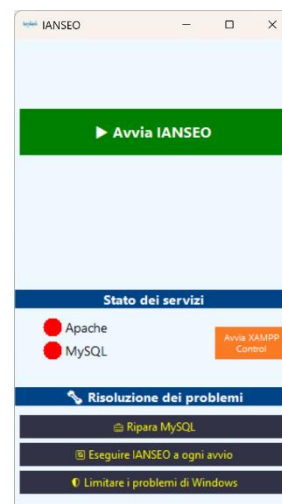 IANSEO
Avvia IANSEO
Stato dei servizi
Apache
MySQL
Avvia XAMPP
Control
Risoluzione dei problemi
Ripara MySQL
Eseguire IANSEO a ogni avvio
Limitare i problemi di Windows